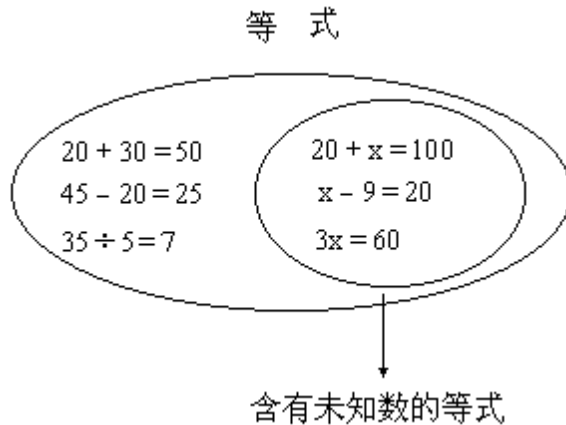 等 式
20 + 30 = 50
45 − 20 = 25
35 ÷ 5 = 7
20 + x = 100
x − 9 = 20
3x = 60
含有未知数的等式